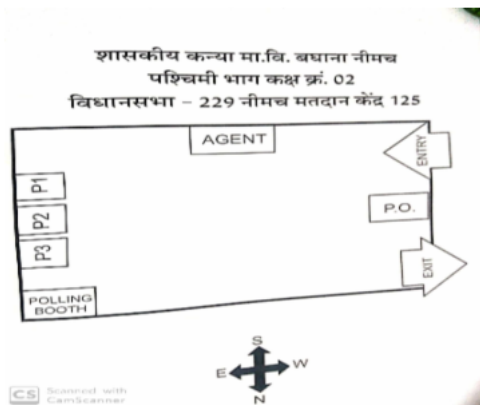 शासकीय कन्या मा.वि. बघाना नीमच
पश्चिमी भाग कक्ष क्रं. 02
विधानसभा – 229 नीमच मतदान केंद्र 125
AGENT
ENTRY
P1
P2
P.O.
P3
EXIT
POLLING
BOOTH
S
E W
N
CS Scanned with
CamScanner